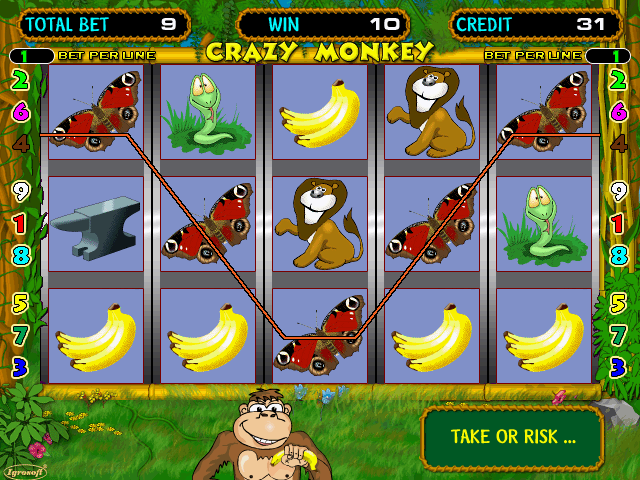 TOTAL BET 9 WIN 10 CREDIT 31
1 BET PER LINE CRAZY MONKEY BET PER LINE 1
2 2
6 6
4 4
9 9
1 1
8 8
5 5
7 7
3 3
TAKE OR RISK ...
Igrosoft